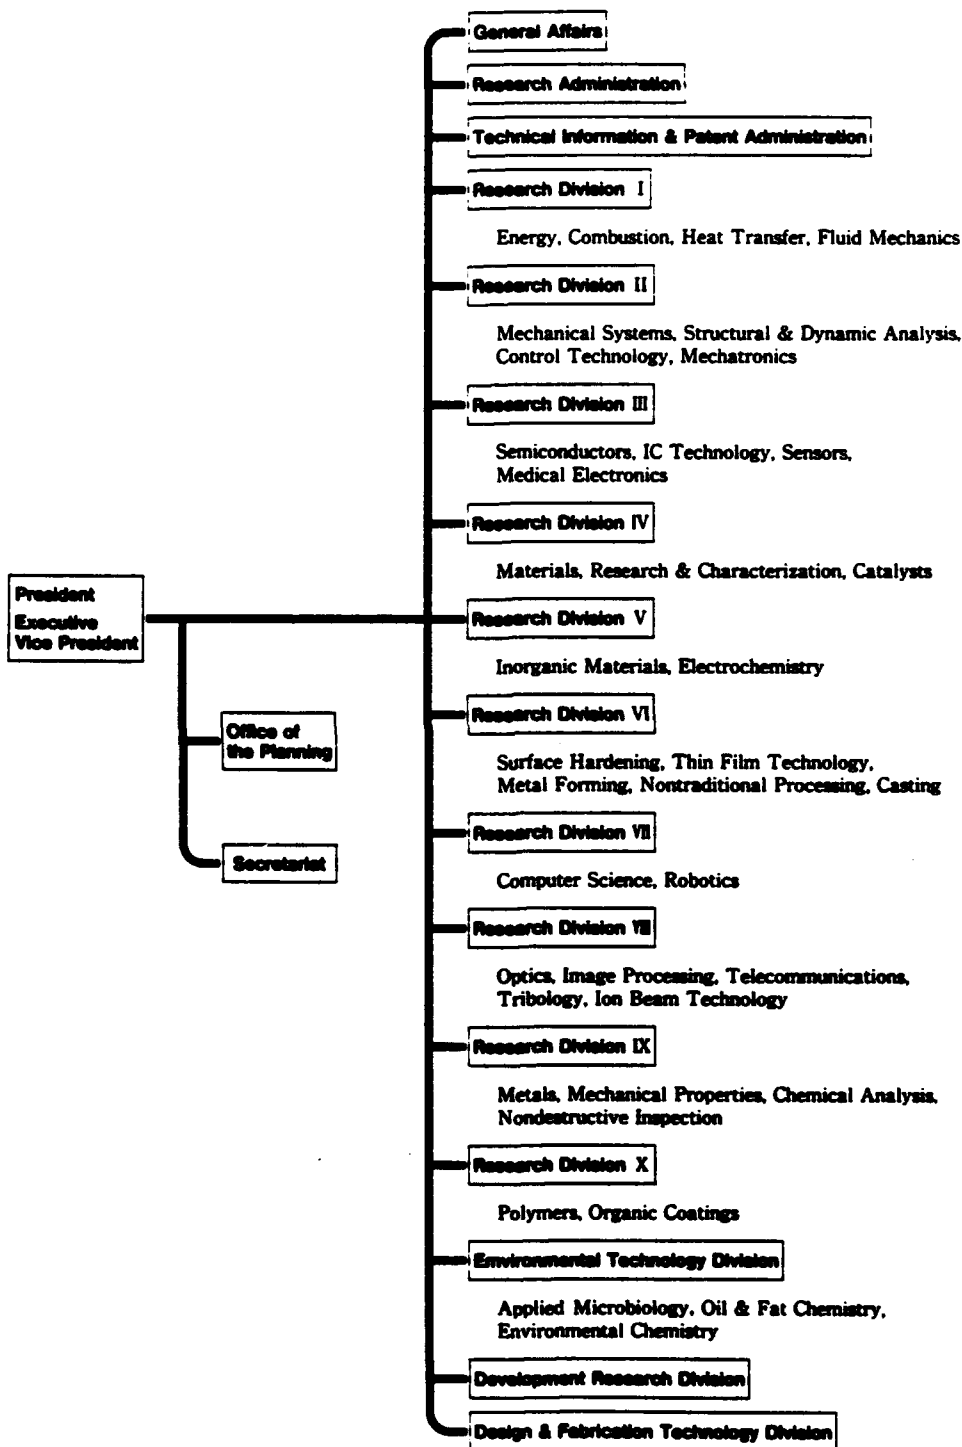 General Affairs
Research Administration
Technical Information & Patent Administration
Research Division I
Energy, Combustion, Heat Transfer, Fluid Mechanics
Research Division II
Mechanical Systems, Structural & Dynamic Analysis,
Control Technology, Mechatronics
Research Division III
Semiconductors, IC Technology, Sensors,
Medical Electronics
Research Division IV
Materials, Research & Characterization, Catalysts
President
Executive
Vice President
Research Division V
Inorganic Materials, Electrochemistry
Research Division VI
Office of
the Planning
Surface Hardening, Thin Film Technology,
Metal Forming, Nontraditional Processing, Casting
Research Division VII
Secretariat
Computer Science, Robotics
Research Division VIII
Optics, Image Processing, Telecommunications,
Tribology, Ion Beam Technology
Research Division IX
Metals, Mechanical Properties, Chemical Analysis,
Nondestructive Inspection
Research Division X
Polymers, Organic Coatings
Environmental Technology Division
Applied Microbiology, Oil & Fat Chemistry,
Environmental Chemistry
Development Research Division
Design & Fabrication Technology Division